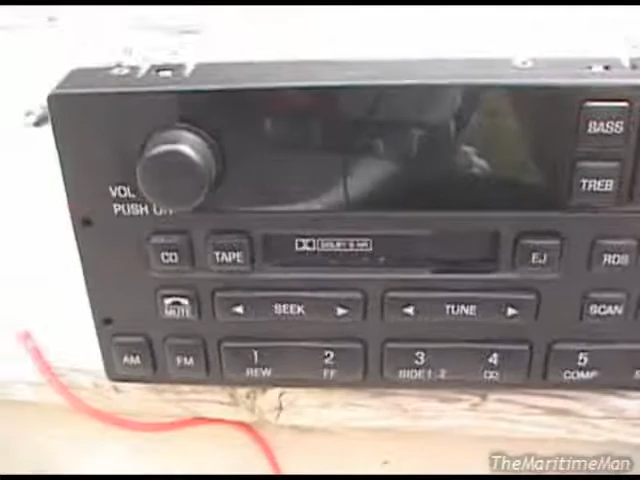 BASS
VOL
PUSH ON
TREB
CD TAPE DOLBY B NR EJ RDS
MUTE SEEK TUNE SCAN
AM FM 1 2 3 4 5
REW FF SIDE 1-2 COMP
TheMaritimeMan